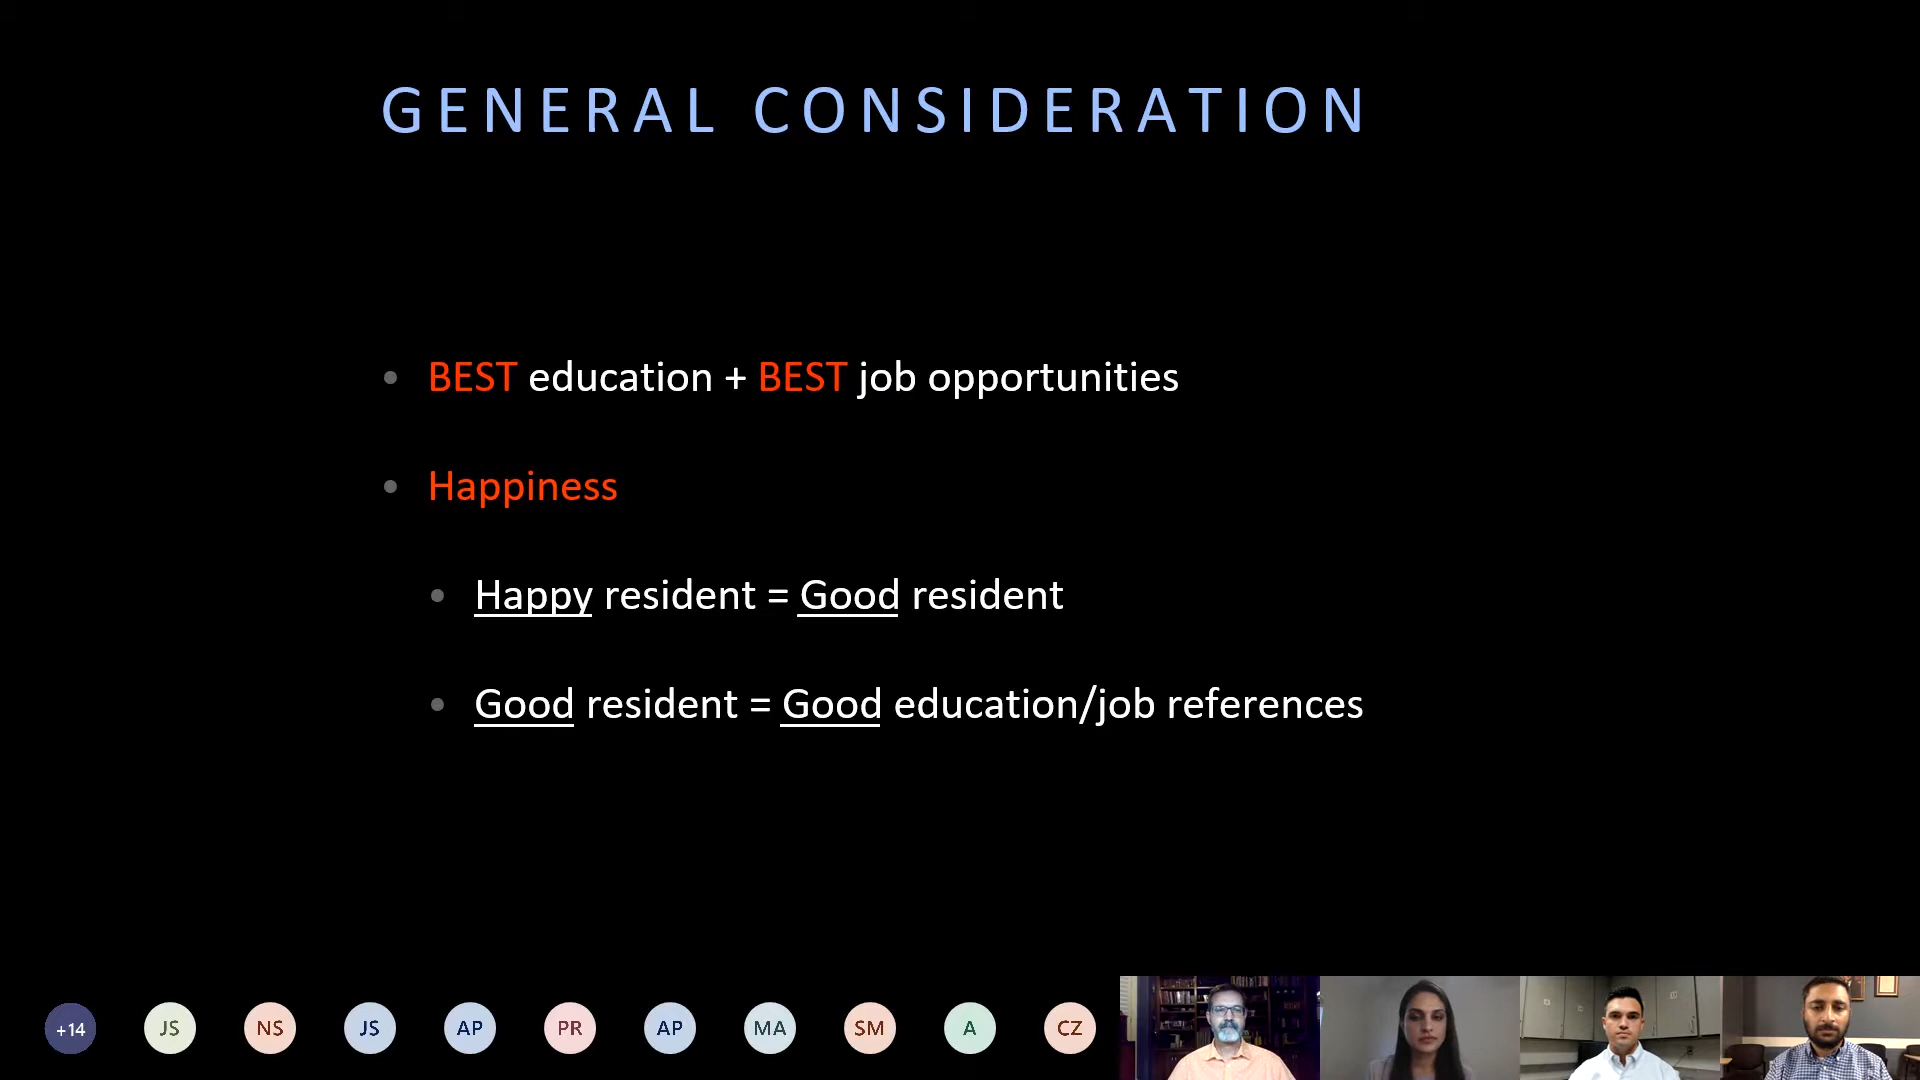 GENERAL CONSIDERATION
• BEST education + BEST job opportunities
• Happiness
• Happy resident = Good resident
• Good resident = Good education/job references
+14 JS NS JS AP PR AP MA SM A CZ